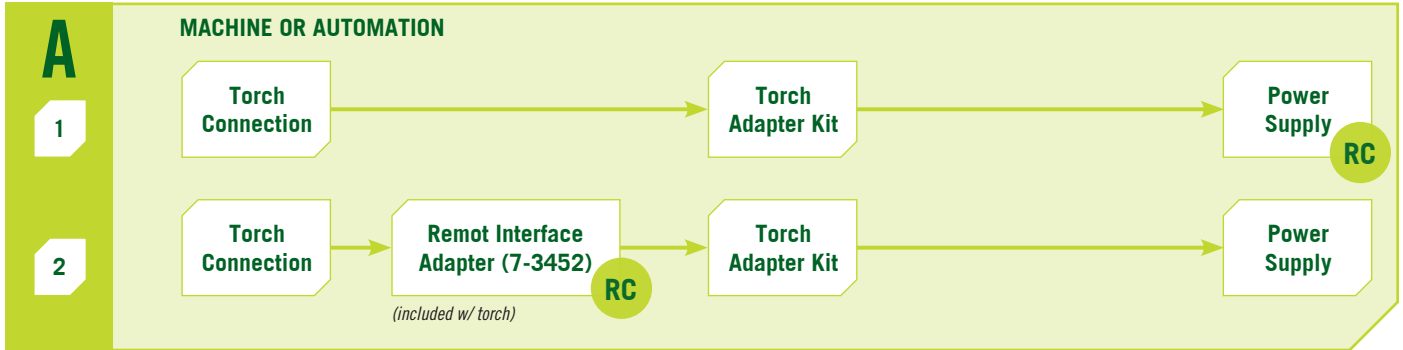 A
MACHINE OR AUTOMATION
1
Torch
Connection
Torch
Adapter Kit
Power
Supply
RC
2
Torch
Connection
Remot Interface
Adapter (7-3452)
RC
(included w/ torch)
Torch
Adapter Kit
Power
Supply